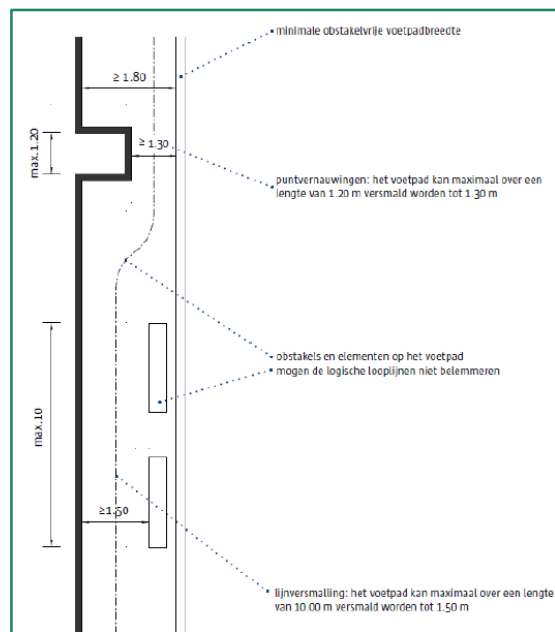 minimale obstakelvrije voetpadbreedte
≥ 1.80
max.1.20
≥ 1.30
puntvernauwingen: het voetpad kan maximaal over een
lengte van 1.20 m versmald worden tot 1.30 m
obstakels en elementen op het voetpad
mogen de logische looplijnen niet belemmeren
max.10
≥1.50
lijnversmalling: het voetpad kan maximaal over een lengte
van 10.00 m versmald worden tot 1.50 m